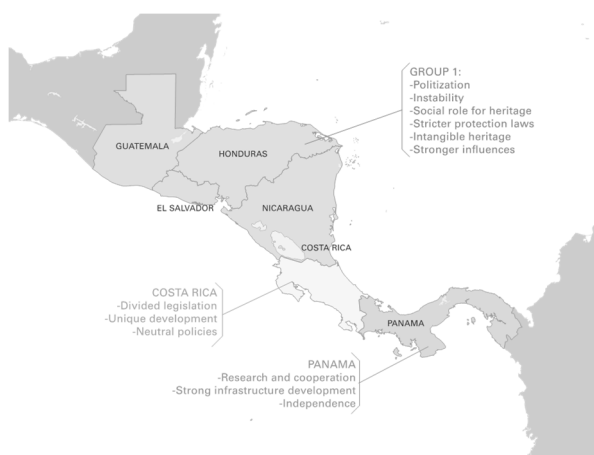 GROUP 1:
-Politization
-Instability
-Social role for heritage
-Stricter protection laws
-Intangible heritage
-Stronger influences
GUATEMALA
HONDURAS
EL SALVADOR
NICARAGUA
COSTA RICA
COSTA RICA
-Divided legislation
-Unique development
-Neutral policies
PANAMA
PANAMA
-Research and cooperation
-Strong infrastructure development
-Independence